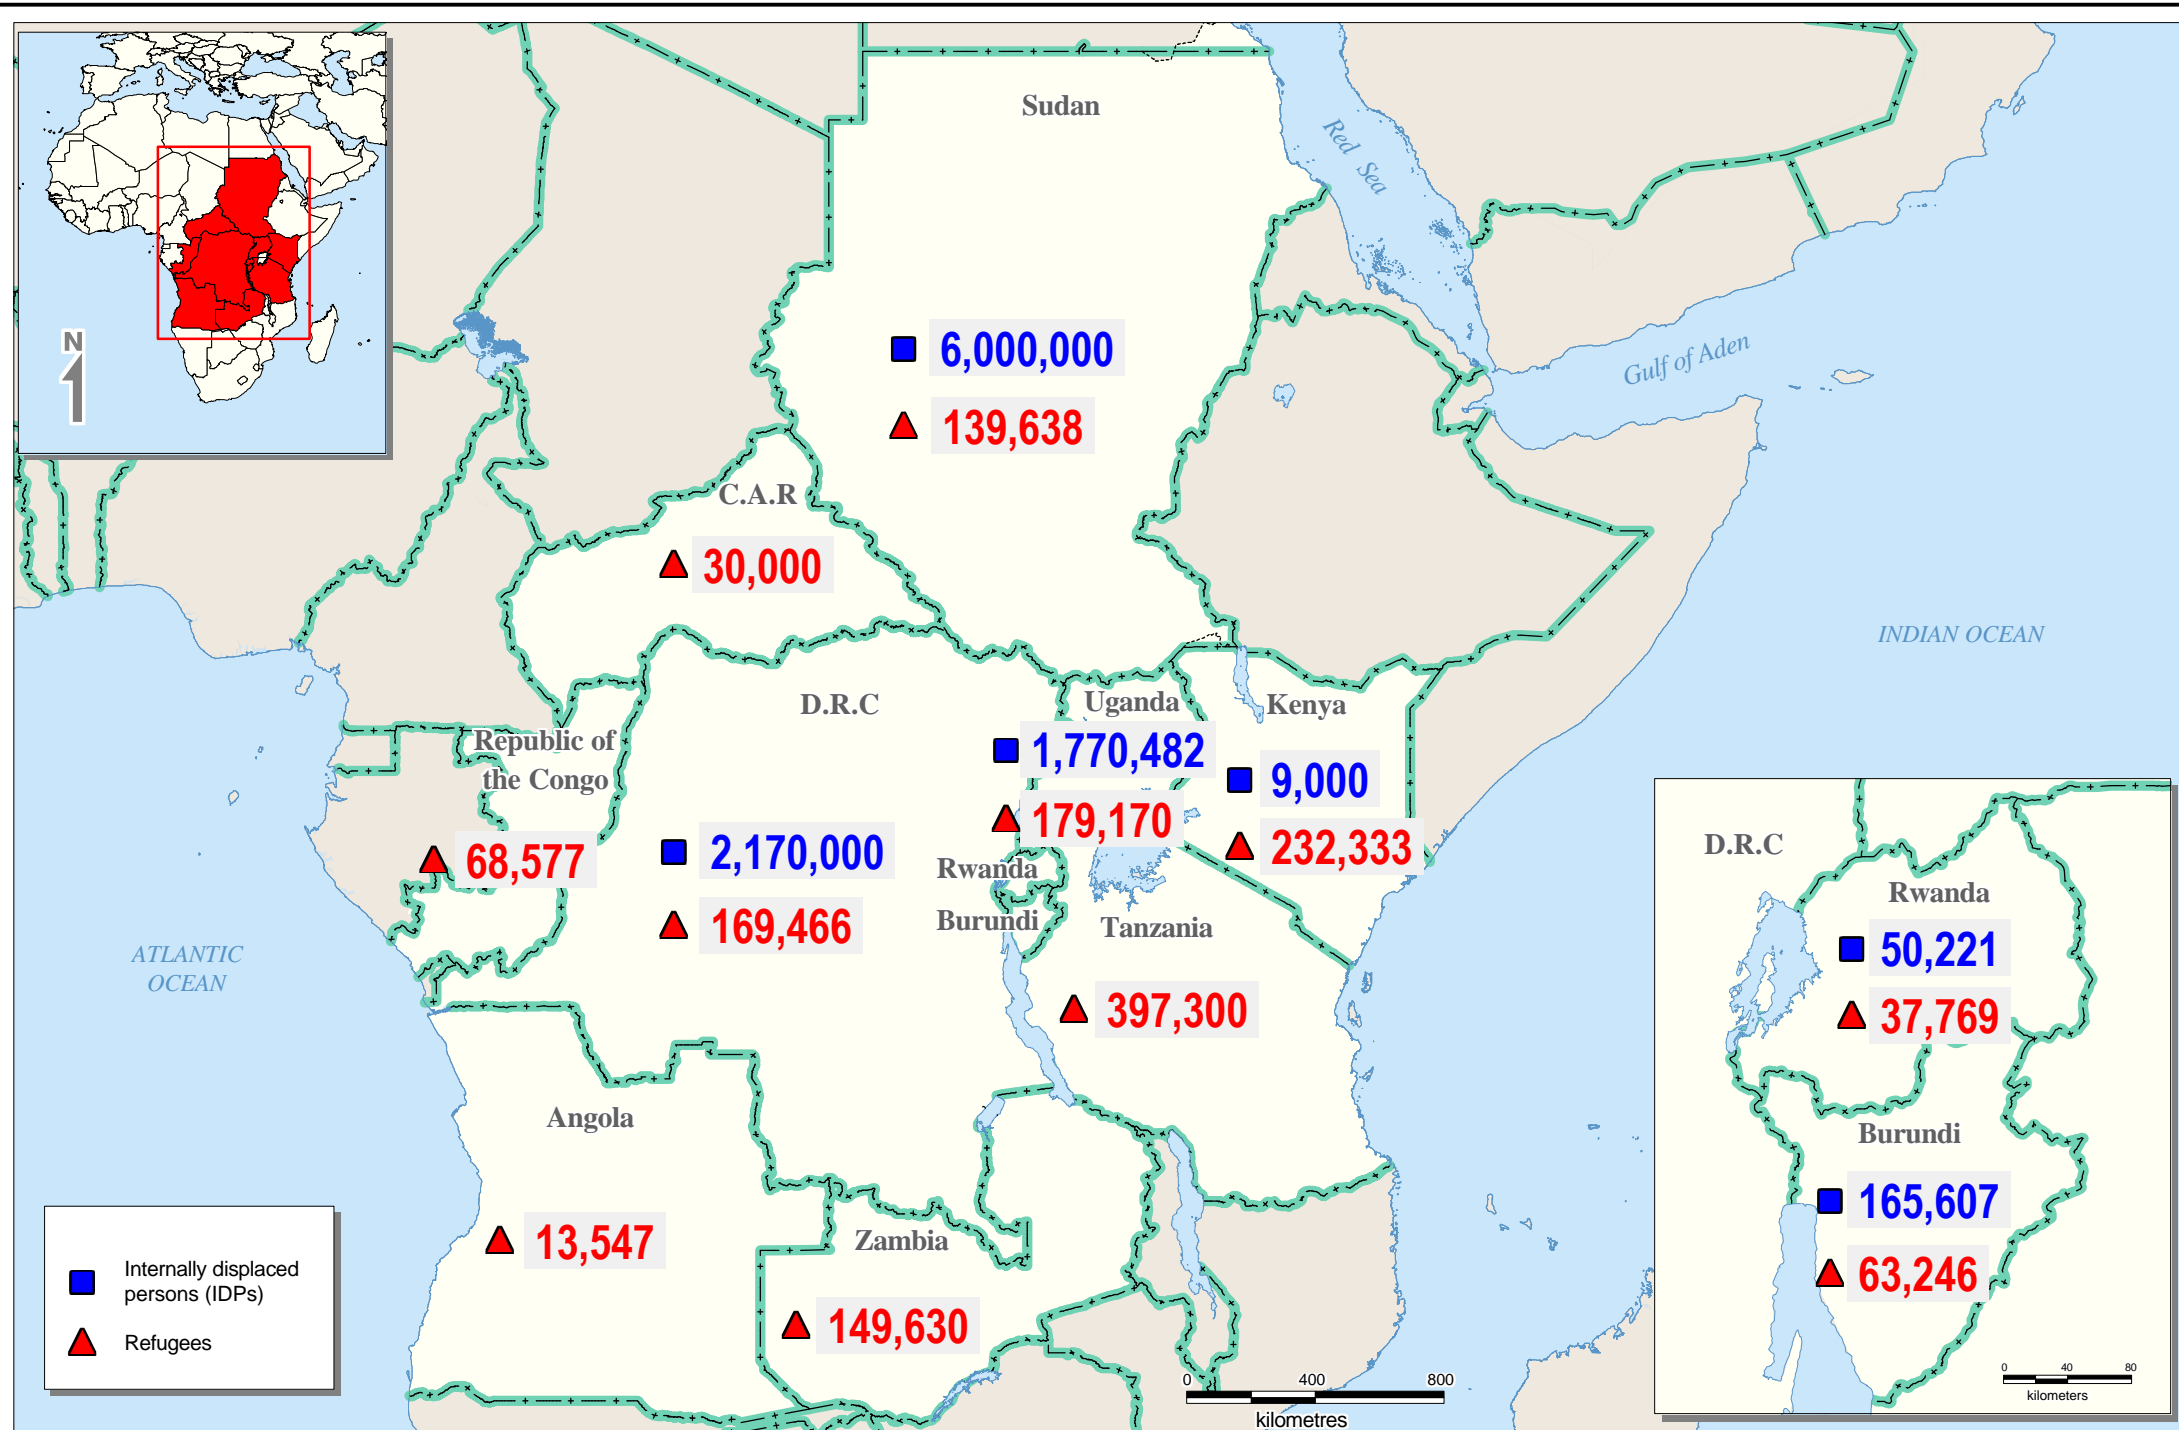 N
Sudan
Red Sea
6,000,000
Gulf of Aden
139,638
C.A.R
30,000
INDIAN OCEAN
D.R.C
Uganda
Kenya
Republic of
the Congo
1,770,482
9,000
179,170
232,333
68,577
2,170,000
Rwanda
169,466
Burundi
Tanzania
ATLANTIC
OCEAN
397,300
Angola
13,547
Zambia
149,630
Internally displaced
persons (IDPs)
Refugees
0 400 800
kilometres
D.R.C
Rwanda
50,221
37,769
Burundi
165,607
63,246
0 40 80
kilometers